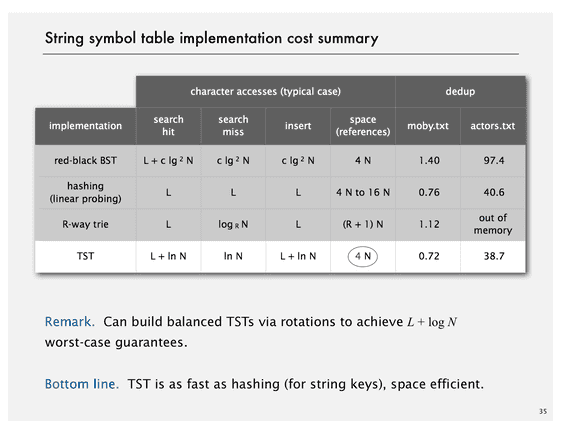 String symbol table implementation cost summary
character accesses (typical case) dedup
implementation search hit search miss insert space (references) moby.txt actors.txt
red-black BST L + c lg 2 N c lg 2 N c lg 2 N 4 N 1.40 97.4
hashing (linear probing) L L L 4 N to 16 N 0.76 40.6
R-way trie L log R N L (R + 1) N 1.12 out of memory
TST L + ln N ln N L + ln N 4 N 0.72 38.7
Remark. Can build balanced TSTs via rotations to achieve L + log N
worst-case guarantees.
Bottom line. TST is as fast as hashing (for string keys), space efficient.
35